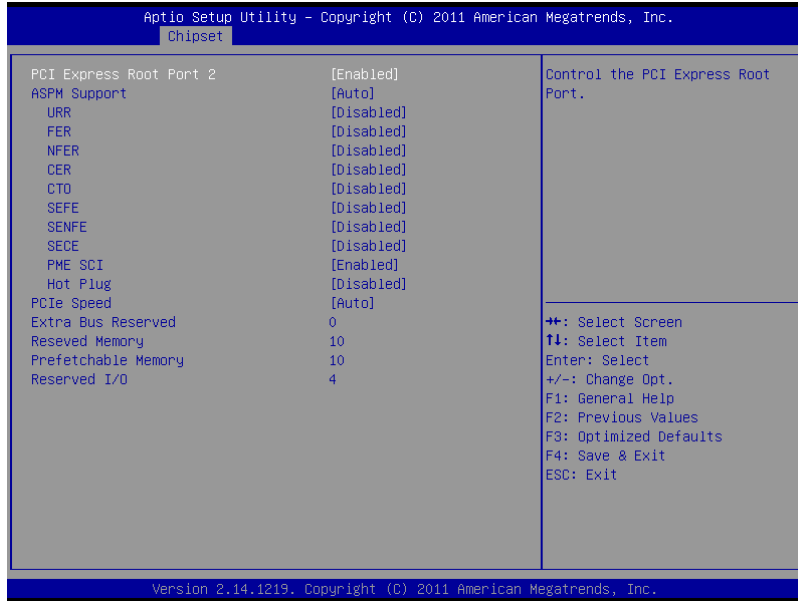 Aptio Setup Utility – Copyright (C) 2011 American Megatrends, Inc.
Chipset
PCI Express Root Port 2 [Enabled]
ASPM Support [Auto]
URR [Disabled]
FER [Disabled]
NFER [Disabled]
CER [Disabled]
CTO [Disabled]
SEFE [Disabled]
SENFE [Disabled]
SECE [Disabled]
PME SCI [Enabled]
Hot Plug [Disabled]
PCIe Speed [Auto]
Extra Bus Reserved 0
Reseved Memory 10
Prefetchable Memory 10
Reserved I/O 4
Control the PCI Express Root
Port.
→←: Select Screen
↑↓: Select Item
Enter: Select
+/-: Change Opt.
F1: General Help
F2: Previous Values
F3: Optimized Defaults
F4: Save & Exit
ESC: Exit
Version 2.14.1219. Copyright (C) 2011 American Megatrends, Inc.